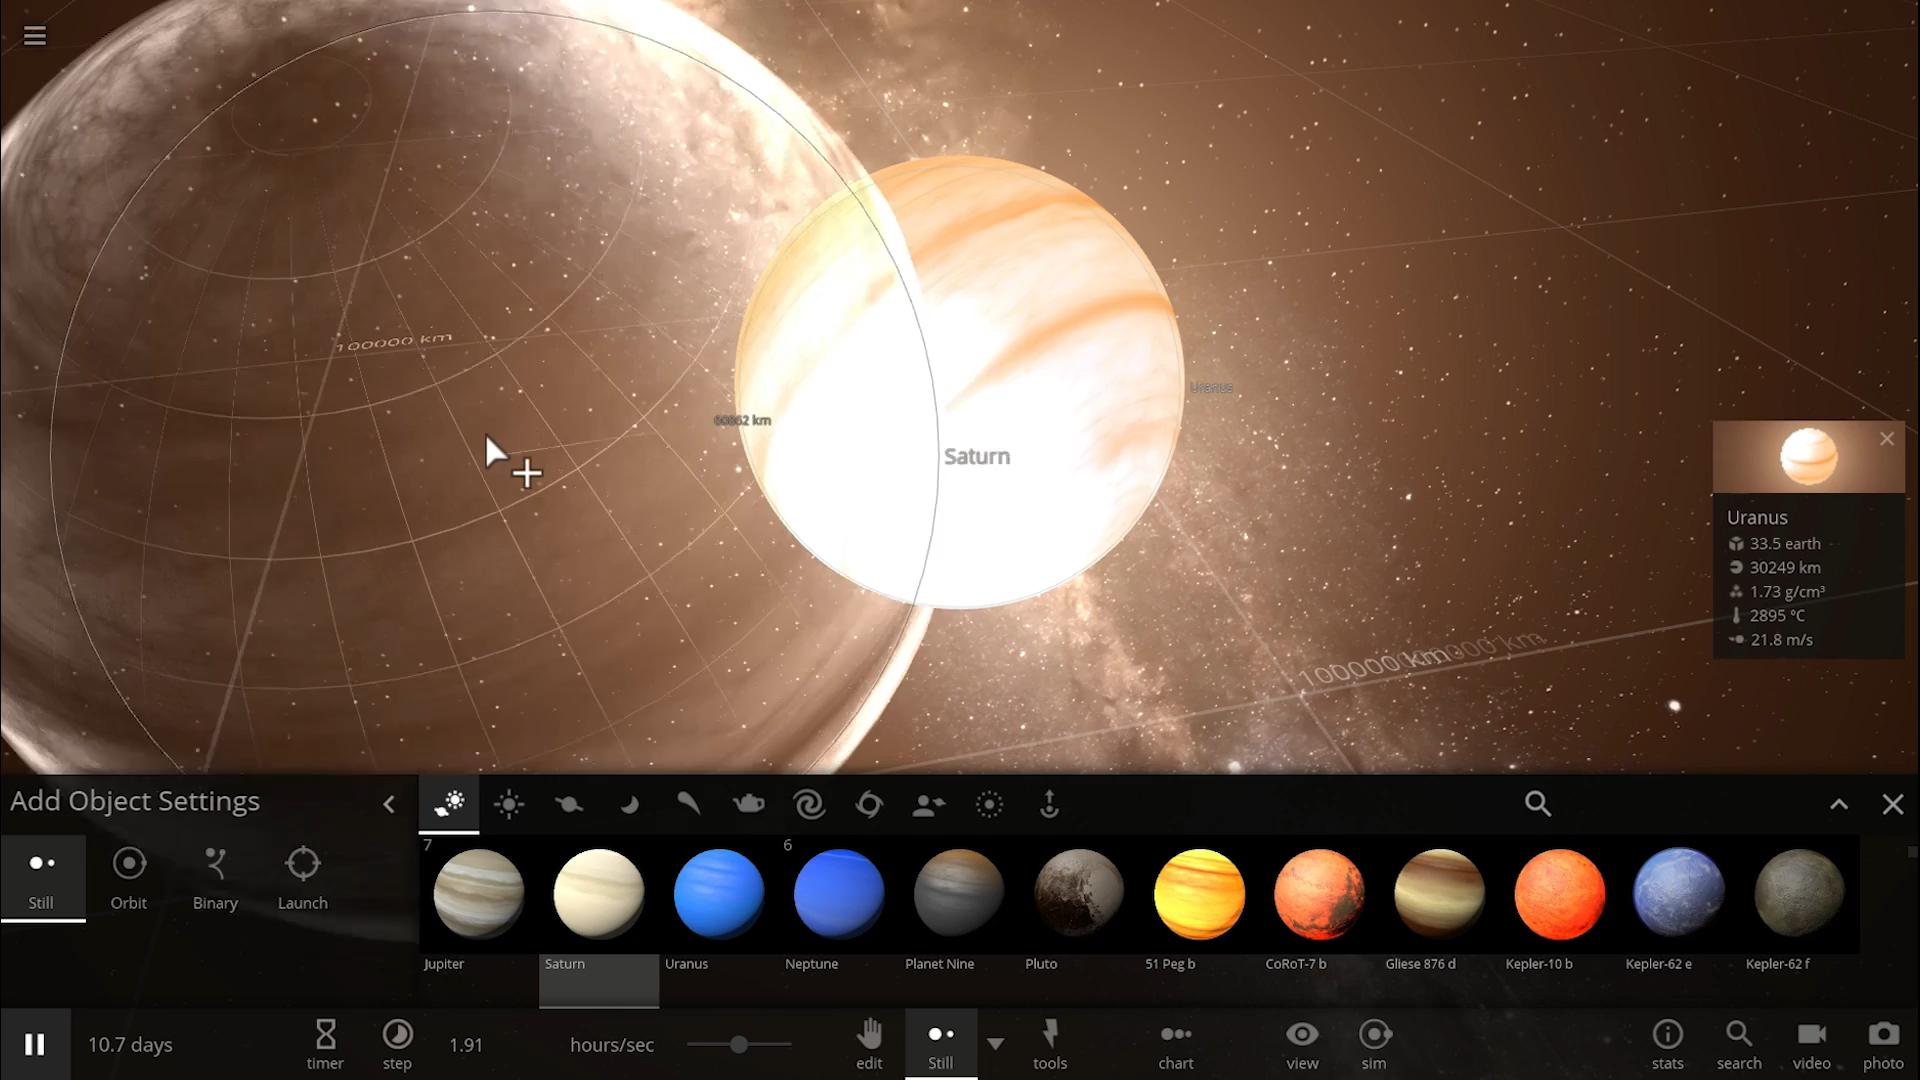 100000 km
Uranus
60862 km
Saturn
Uranus
33.5 earth
30249 km
1.73 g/cm³
2895 °C
21.8 m/s
100000 km
Add Object Settings
Still
Orbit
Binary
Launch
7
6
Jupiter
Saturn
Uranus
Neptune
Planet Nine
Pluto
51 Peg b
CoRoT-7 b
Gliese 876 d
Kepler-10 b
Kepler-62 e
Kepler-62 f
10.7 days
timer
step
1.91
hours/sec
edit
Still
tools
chart
view
sim
stats
search
video
photo